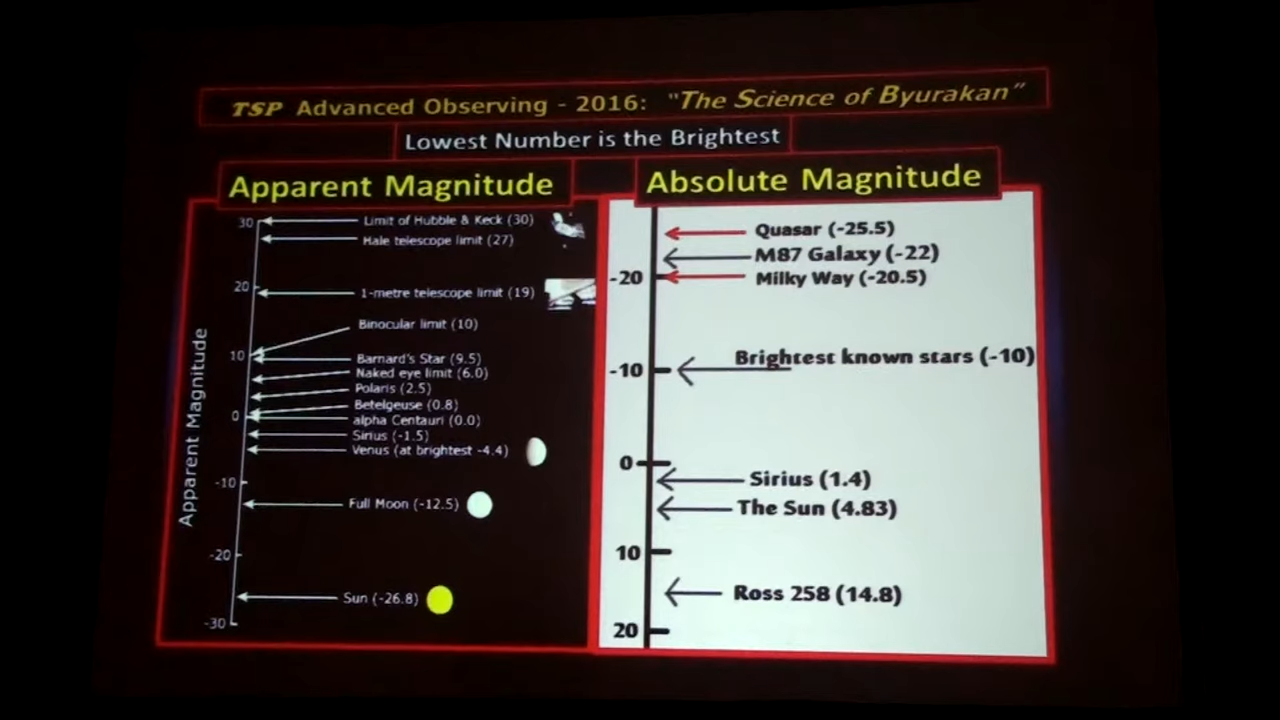 TSP Advanced Observing - 2016: "The Science of Byurakan"
Lowest Number is the Brightest
Apparent Magnitude
Absolute Magnitude
Apparent Magnitude
30
20
10
0
-10
-20
-30
Limit of Hubble & Keck (30)
Hale telescope limit (27)
1-metre telescope limit (19)
Binocular limit (10)
Barnard's Star (9.5)
Naked eye limit (6.0)
Polaris (2.5)
Betelgeuse (0.8)
alpha Centauri (0.0)
Sirius (-1.5)
Venus (at brightest -4.4)
Full Moon (-12.5)
Sun (-26.8)
-20
-10
0
10
20
Quasar (-25.5)
M87 Galaxy (-22)
Milky Way (-20.5)
Brightest known stars (-10)
Sirius (1.4)
The Sun (4.83)
Ross 258 (14.8)